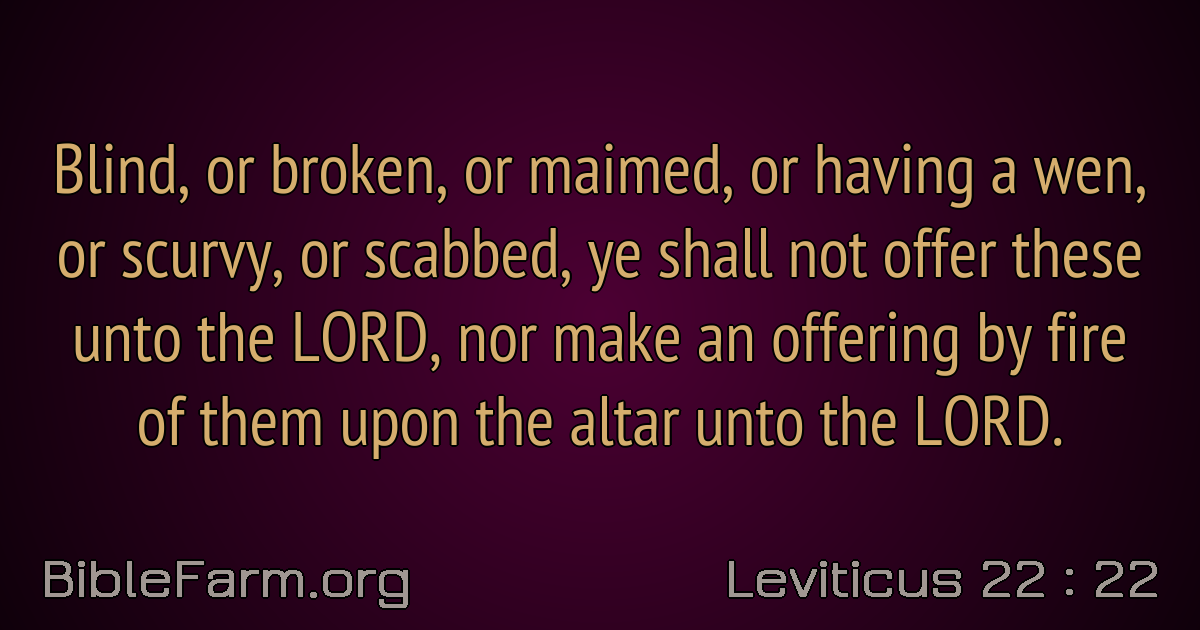 Blind, or broken, or maimed, or having a wen,
or scurvy, or scabbed, ye shall not offer these
unto the LORD, nor make an offering by fire
of them upon the altar unto the LORD.
BibleFarm.org
Leviticus 22 : 22